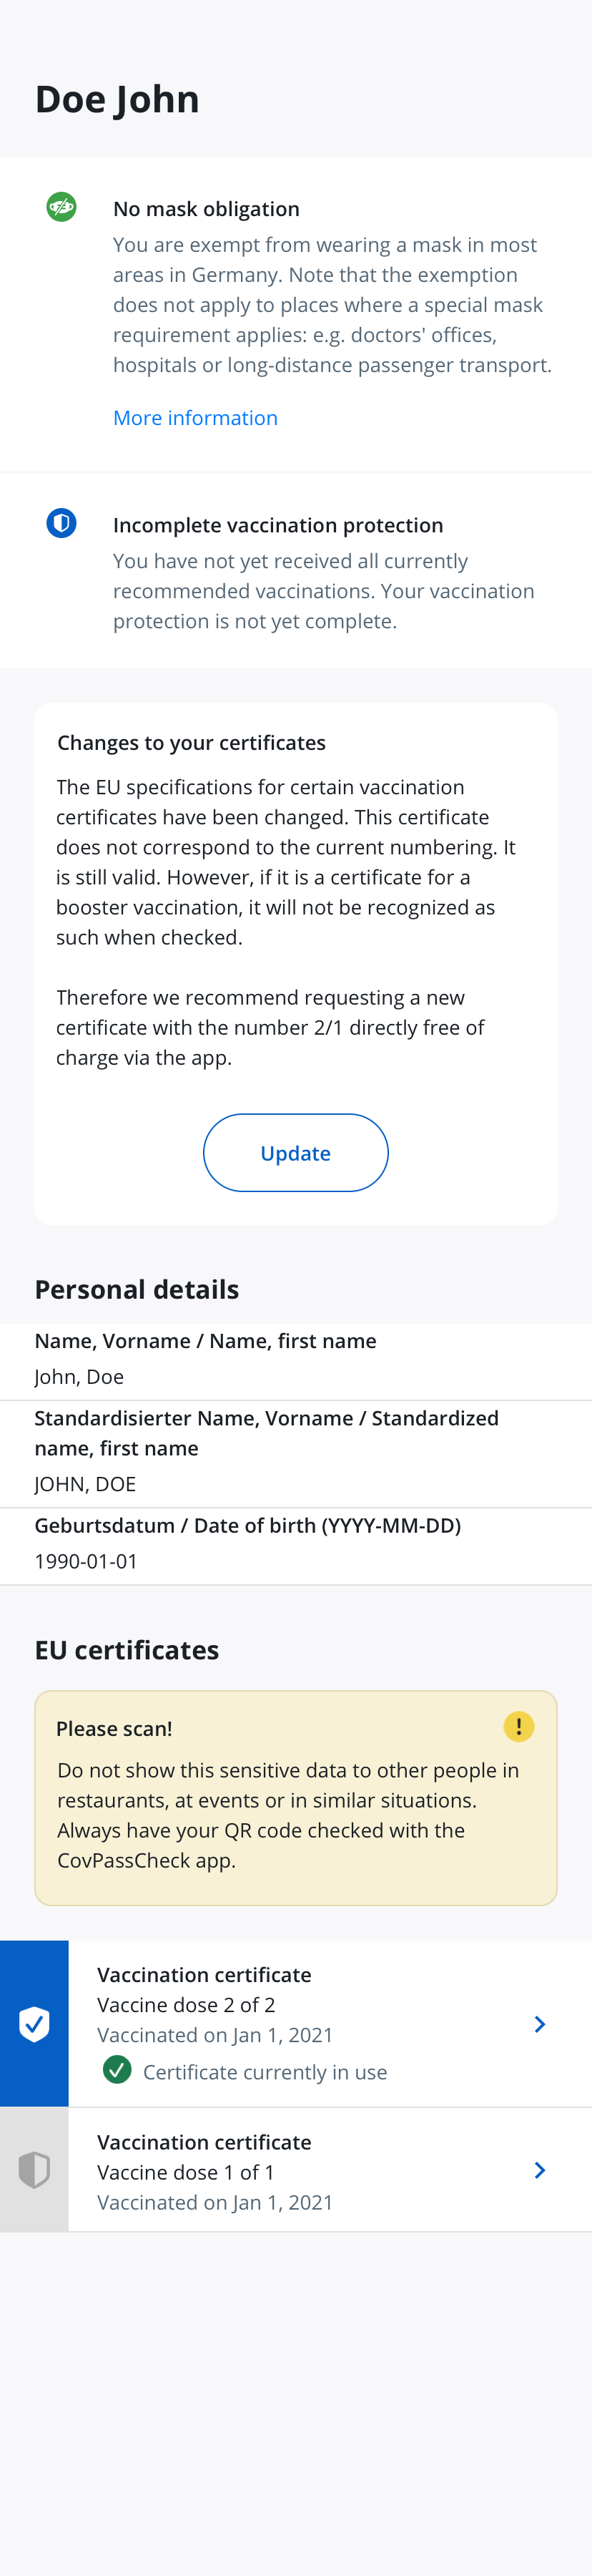 Doe John
No mask obligation
You are exempt from wearing a mask in most
areas in Germany. Note that the exemption
does not apply to places where a special mask
requirement applies: e.g. doctors' offices,
hospitals or long-distance passenger transport.
More information
Incomplete vaccination protection
You have not yet received all currently
recommended vaccinations. Your vaccination
protection is not yet complete.
Changes to your certificates
The EU specifications for certain vaccination
certificates have been changed. This certificate
does not correspond to the current numbering. It
is still valid. However, if it is a certificate for a
booster vaccination, it will not be recognized as
such when checked.
Therefore we recommend requesting a new
certificate with the number 2/1 directly free of
charge via the app.
Update
Personal details
Name, Vorname / Name, first name
John, Doe
Standardisierter Name, Vorname / Standardized
name, first name
JOHN, DOE
Geburtsdatum / Date of birth (YYYY-MM-DD)
1990-01-01
EU certificates
Please scan!
Do not show this sensitive data to other people in
restaurants, at events or in similar situations.
Always have your QR code checked with the
CovPassCheck app.
Vaccination certificate
Vaccine dose 2 of 2
Vaccinated on Jan 1, 2021
Certificate currently in use
Vaccination certificate
Vaccine dose 1 of 1
Vaccinated on Jan 1, 2021